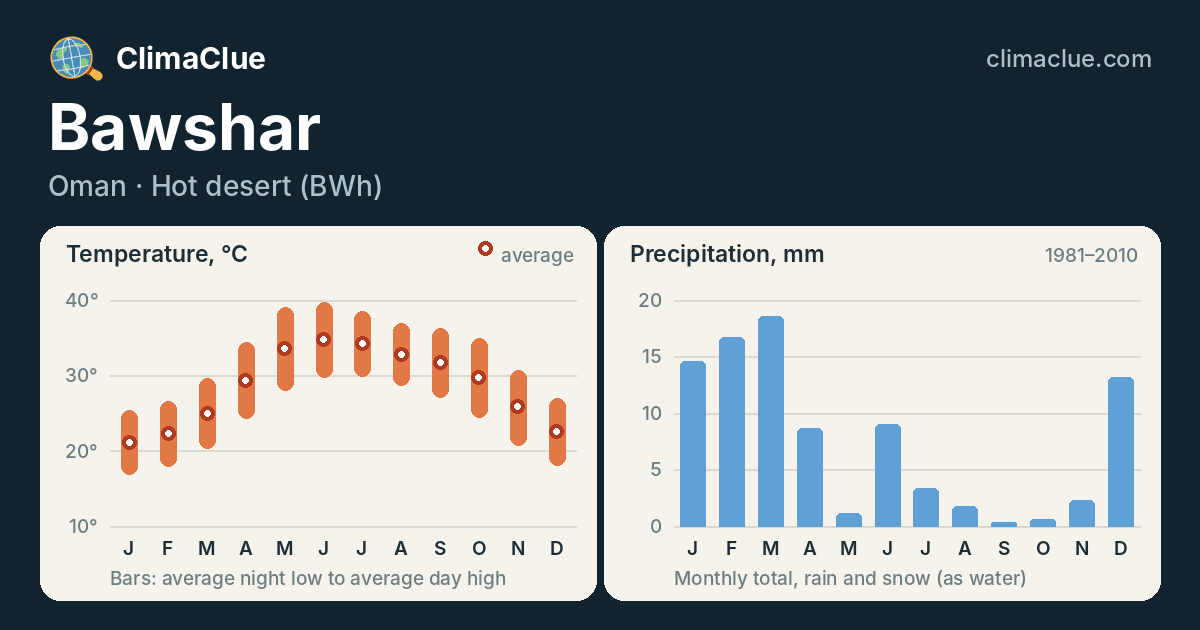 ClimaClue
climaclue.com
Bawshar
Oman · Hot desert (BWh)
Temperature, °C
average
40°
30°
20°
10°
J F M A M J J A S O N D
Bars: average night low to average day high
Precipitation, mm
1981–2010
20
15
10
5
0
J F M A M J J A S O N D
Monthly total, rain and snow (as water)